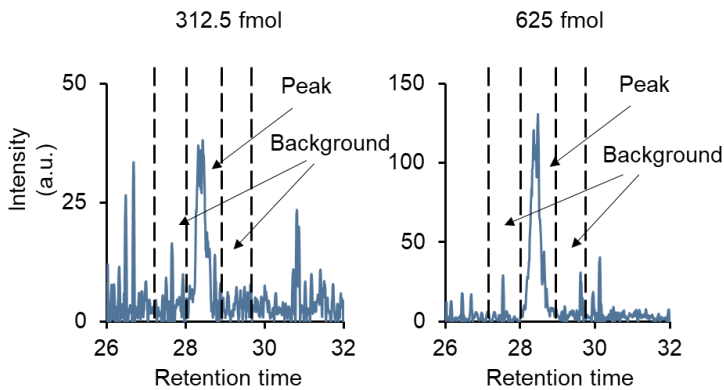 312.5 fmol
Intensity
(a.u.)
50
25
0
Peak
Background
26
28
30
32
Retention time
625 fmol
150
100
50
0
Peak
Background
26
28
30
32
Retention time